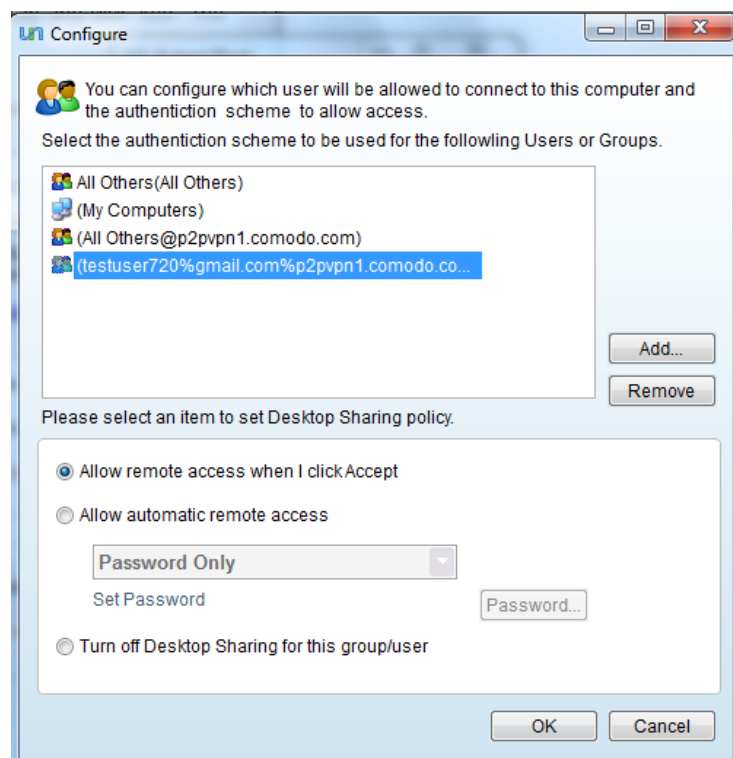 Configure
You can configure which user will be allowed to connect to this computer and
the authentiction scheme to allow access.
Select the authentiction scheme to be used for the followling Users or Groups.
All Others(All Others)
(My Computers)
(All Others@p2pvpn1.comodo.com)
(testuser720%gmail.com%p2pvpn1.comodo.co...
Add...
Remove
Please select an item to set Desktop Sharing policy.
Allow remote access when I click Accept
Allow automatic remote access
Password Only
Set Password
Password...
Turn off Desktop Sharing for this group/user
OK
Cancel